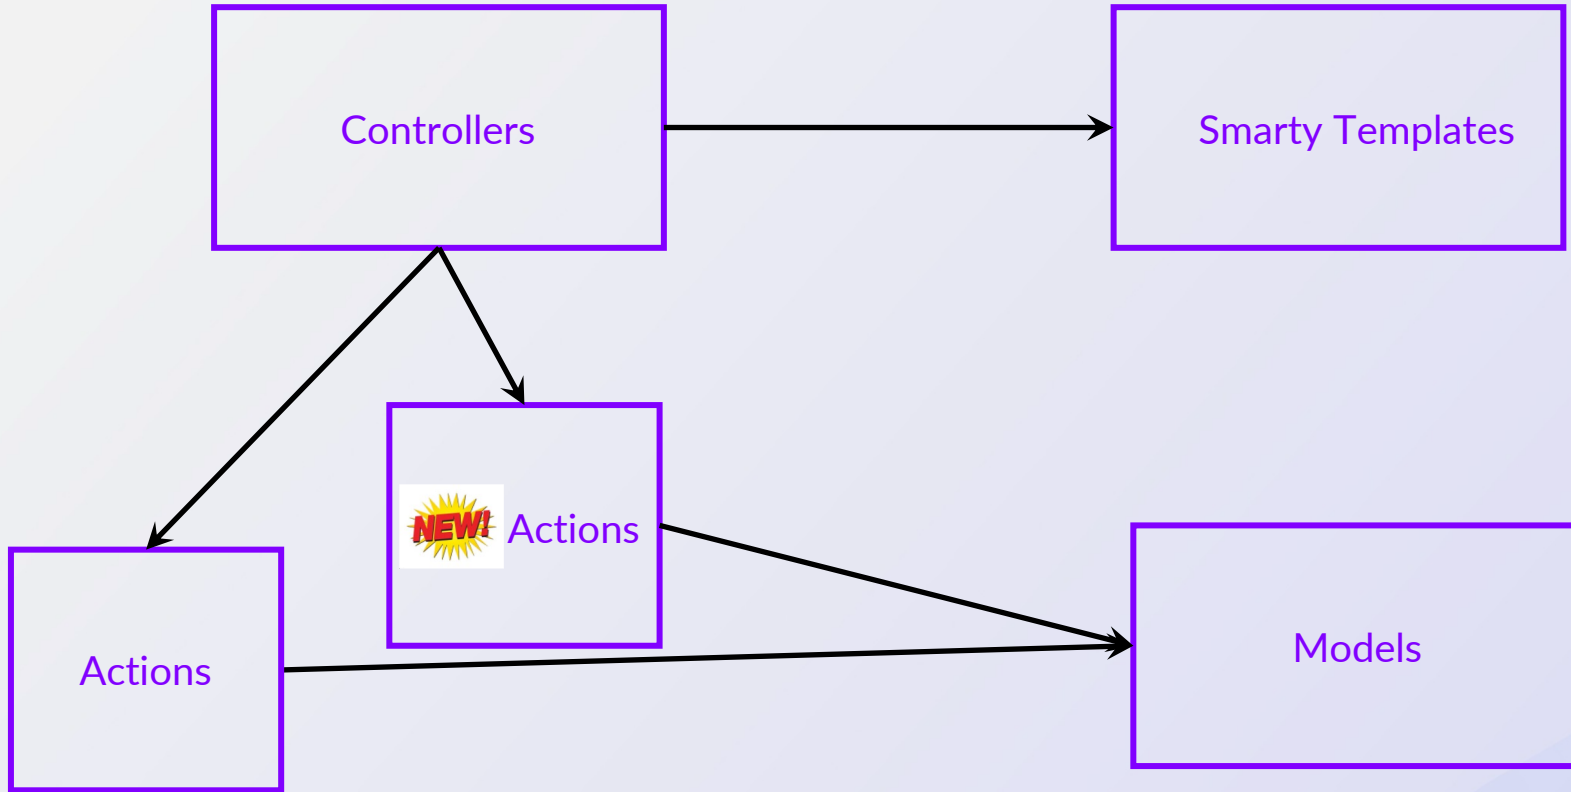 Controllers
Smarty Templates
NEW! Actions
Actions
Models